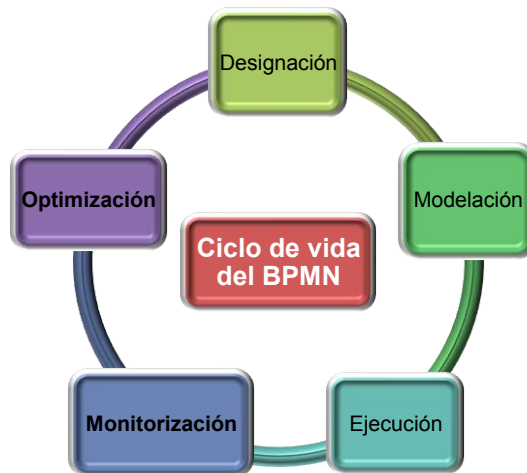 Designación
Optimización
Modelación
Ciclo de vida
del BPMN
Monitorización
Ejecución